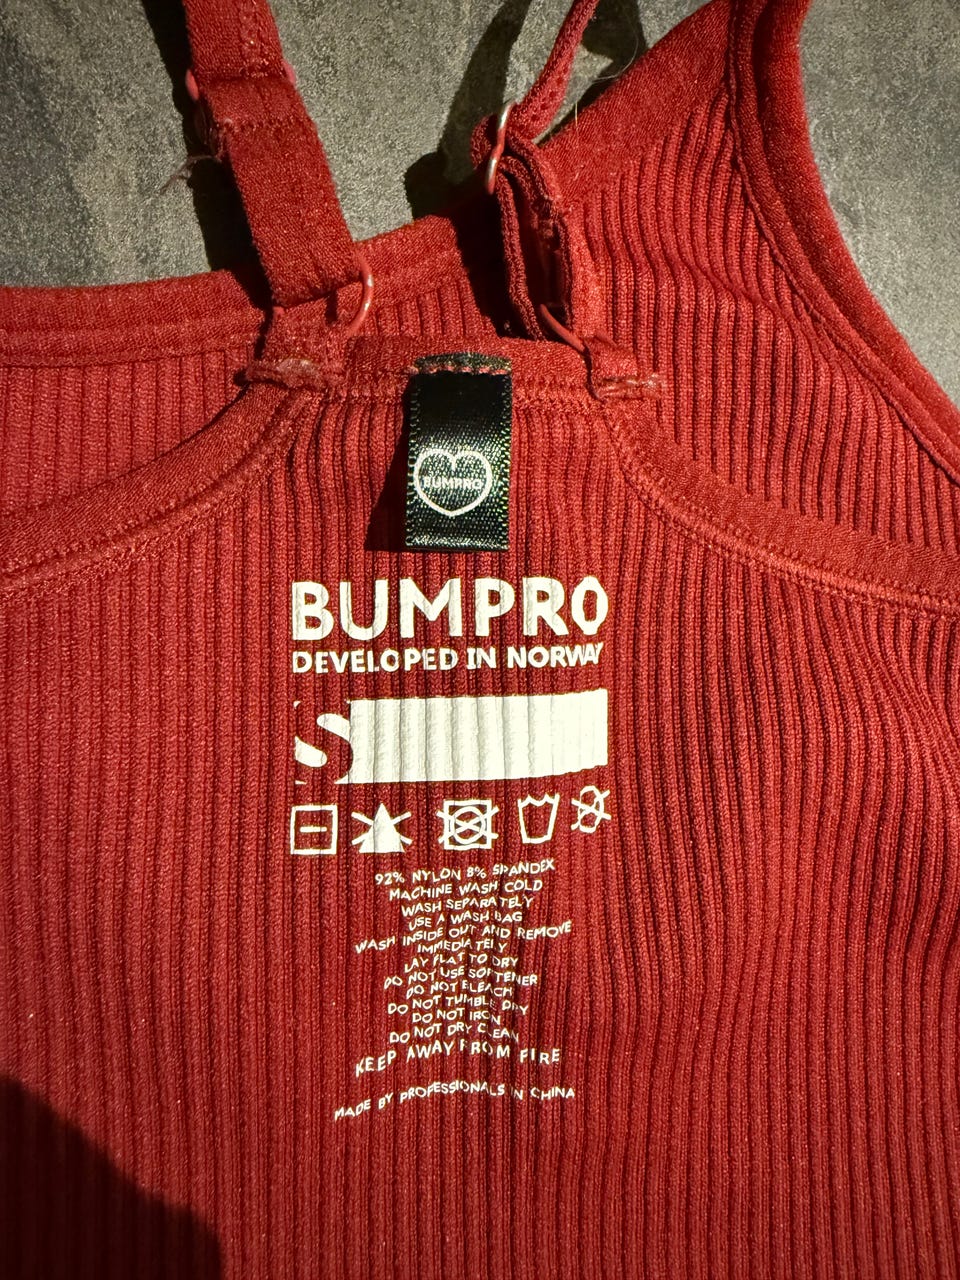 BUMPRO
BUMPRO
DEVELOPED IN NORWAY
S
92% NYLON 8% SPANDEX
MACHINE WASH COLD
WASH SEPARATELY
USE A WASH BAG
WASH INSIDE OUT AND REMOVE
IMMEDIATELY
LAY FLAT TO DRY
DO NOT USE SOFTENER
DO NOT BLEACH
DO NOT TUMBLE DRY
DO NOT IRON
DO NOT DRY CLEAN
KEEP AWAY FROM FIRE
MADE BY PROFESSIONALS IN CHINA